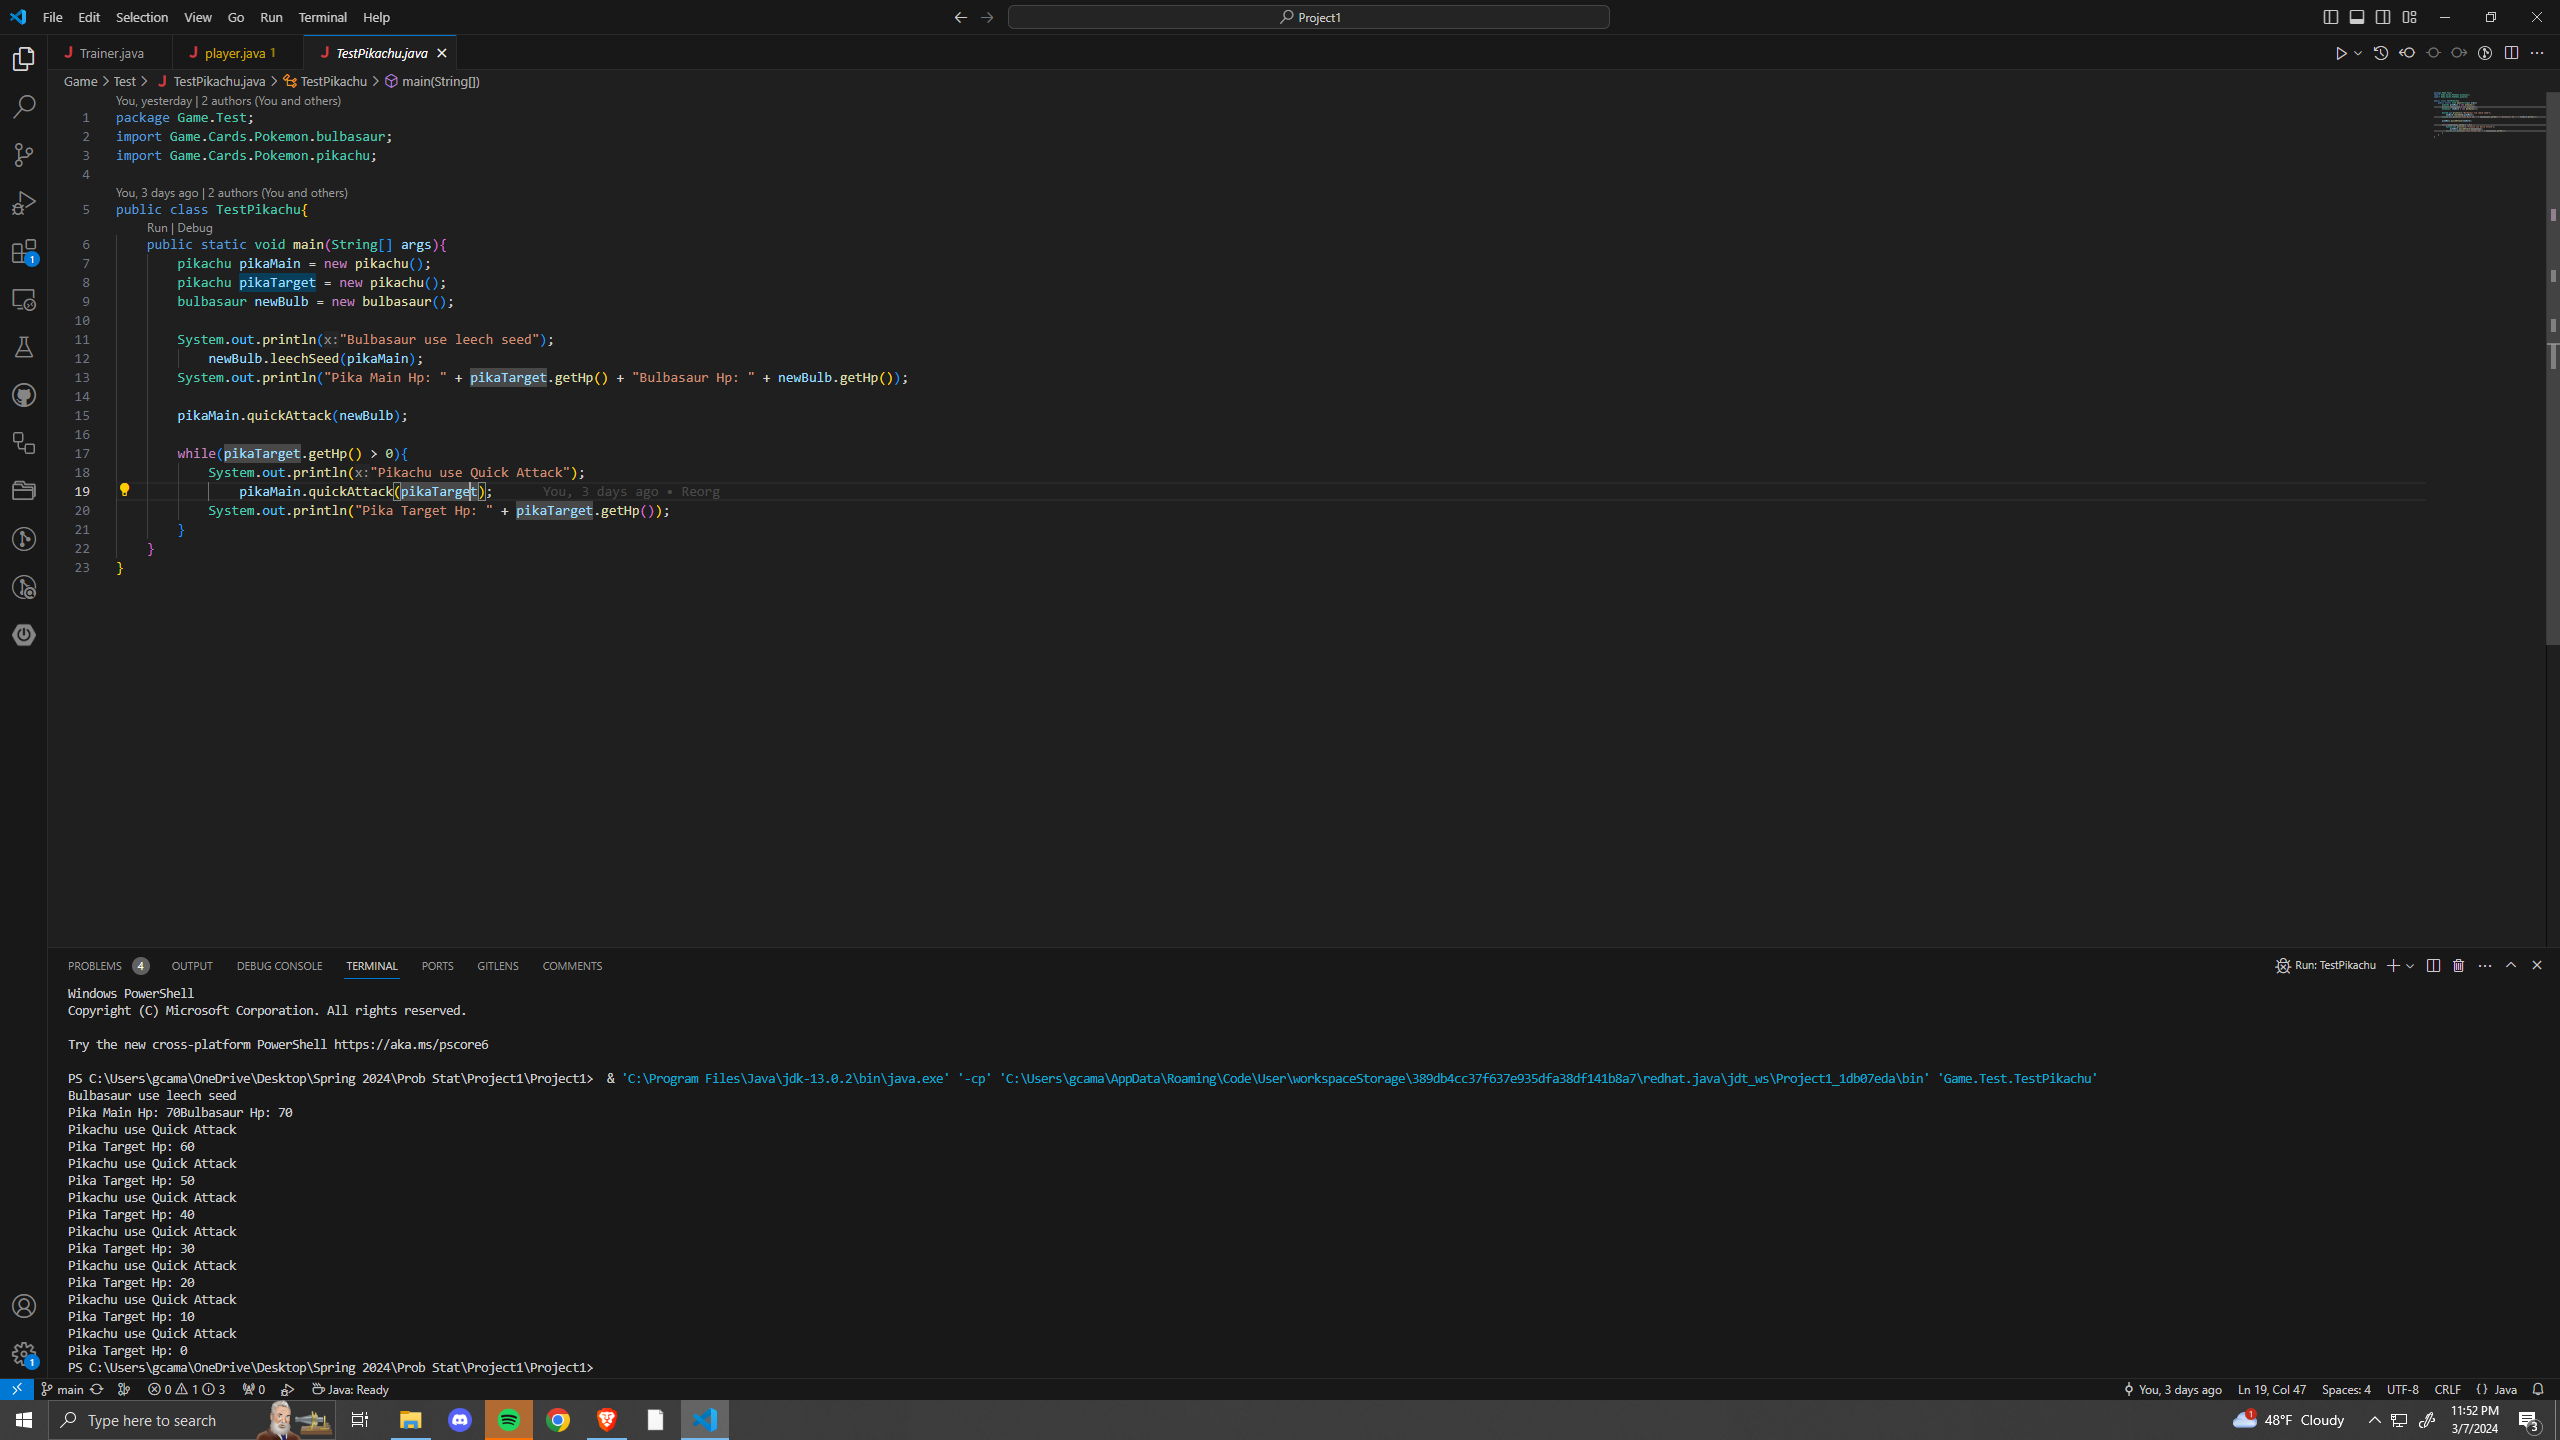 File Edit Selection View Go Run Terminal Help
Project1
Trainer.java
player.java 1
TestPikachu.java
Game > Test > TestPikachu.java > TestPikachu > main(String[])
You, yesterday | 2 authors (You and others)
1 package Game.Test;
2 import Game.Cards.Pokemon.bulbasaur;
3 import Game.Cards.Pokemon.pikachu;
4
You, 3 days ago | 2 authors (You and others)
5 public class TestPikachu{
Run | Debug
6 public static void main(String[] args){
7 pikachu pikaMain = new pikachu();
8 pikachu pikaTarget = new pikachu();
9 bulbasaur newBulb = new bulbasaur();
10
11 System.out.println(x:"Bulbasaur use leech seed");
12 newBulb.leechSeed(pikaMain);
13 System.out.println("Pika Main Hp: " + pikaTarget.getHp() + "Bulbasaur Hp: " + newBulb.getHp());
14
15 pikaMain.quickAttack(newBulb);
16
17 while(pikaTarget.getHp() > 0){
18 System.out.println(x:"Pikachu use Quick Attack");
19 pikaMain.quickAttack(pikaTarget); You, 3 days ago • Reorg
20 System.out.println("Pika Target Hp: " + pikaTarget.getHp());
21 }
22 }
23 }
PROBLEMS 4 OUTPUT DEBUG CONSOLE TERMINAL PORTS GITLENS COMMENTS
Run: TestPikachu
Windows PowerShell
Copyright (C) Microsoft Corporation. All rights reserved.
Try the new cross-platform PowerShell https://aka.ms/pscore6
PS C:\Users\gcama\OneDrive\Desktop\Spring 2024\Prob Stat\Project1\Project1> & 'C:\Program Files\Java\jdk-13.0.2\bin\java.exe' '-cp' 'C:\Users\gcama\AppData\Roaming\Code\User\workspaceStorage\389db4cc37f637e935dfa38df141b8a7\redhat.java\jdt_ws\Project1_1db07eda\bin' 'Game.Test.TestPikachu'
Bulbasaur use leech seed
Pika Main Hp: 70Bulbasaur Hp: 70
Pikachu use Quick Attack
Pika Target Hp: 60
Pikachu use Quick Attack
Pika Target Hp: 50
Pikachu use Quick Attack
Pika Target Hp: 40
Pikachu use Quick Attack
Pika Target Hp: 30
Pikachu use Quick Attack
Pika Target Hp: 20
Pikachu use Quick Attack
Pika Target Hp: 10
Pikachu use Quick Attack
Pika Target Hp: 0
PS C:\Users\gcama\OneDrive\Desktop\Spring 2024\Prob Stat\Project1\Project1>
main 0 1 3 0 Java: Ready
You, 3 days ago Ln 19, Col 47 Spaces: 4 UTF-8 CRLF {} Java
Type here to search
1 48°F Cloudy
11:52 PM
3/7/2024
3